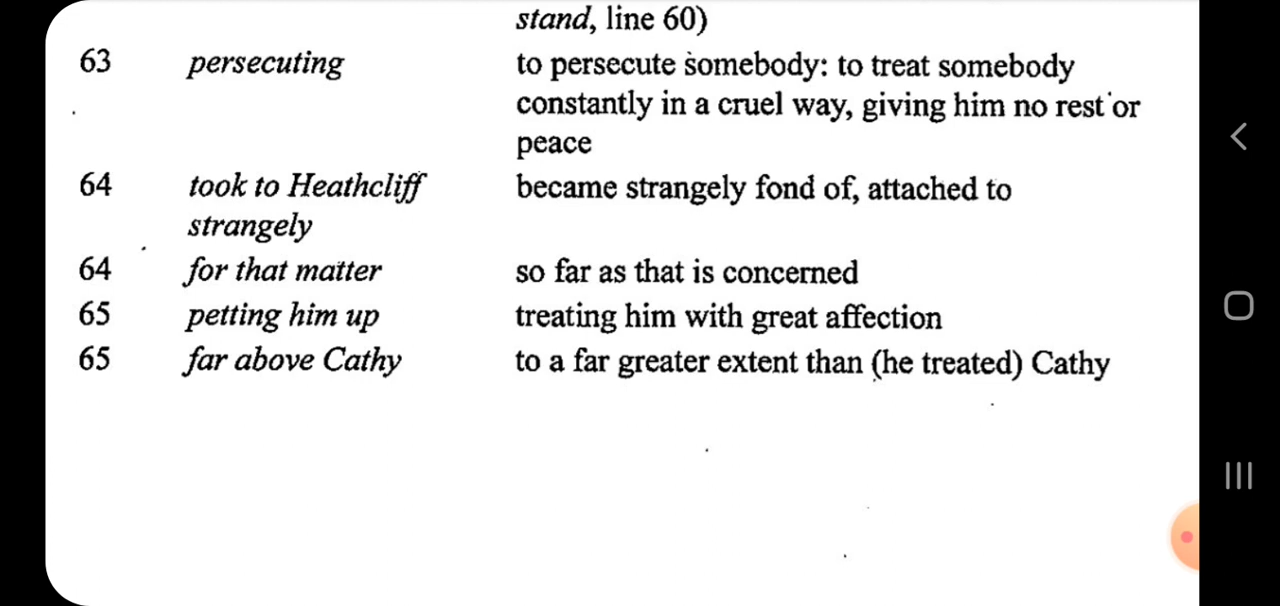 stand, line 60)
63 persecuting to persecute somebody: to treat somebody
constantly in a cruel way, giving him no rest or
peace
64 took to Heathcliff became strangely fond of, attached to
strangely
64 for that matter so far as that is concerned
65 petting him up treating him with great affection
65 far above Cathy to a far greater extent than (he treated) Cathy